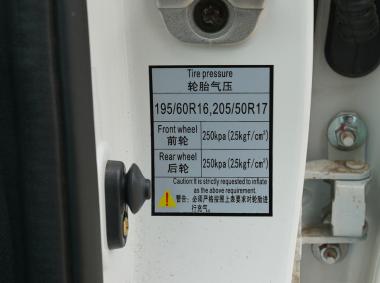 Tire pressure
轮胎气压
195/60R16,205/50R17
Front wheel 250kpa (2.5kgf/cm²)
前轮
Rear wheel 250kpa (2.5kgf/cm²)
后轮
Caution: It is strictly requested to inflate
as the above requirement.
警告: 必须严格按照上表要求对轮胎进
行充气。